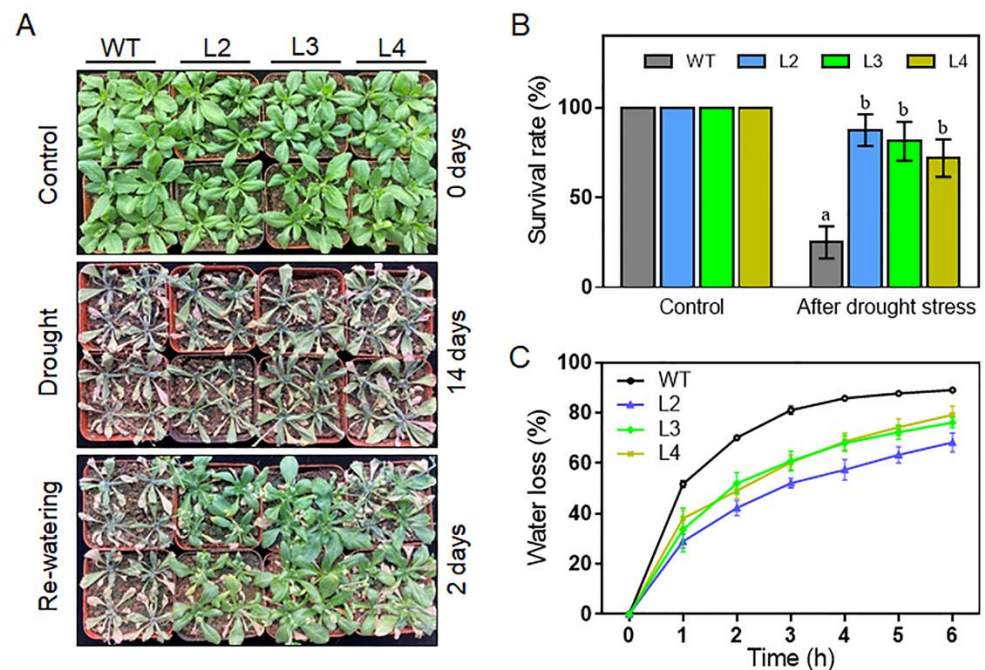 A
WT L2 L3 L4
Control
0 days
Drought
14 days
Re-watering
2 days
B
WT L2 L3 L4
Survival rate (%)
100
50
0
a
b
b
b
Control
After drought stress
C
WT
L2
L3
L4
Water loss (%)
100
80
60
40
20
0
0 1 2 3 4 5 6
Time (h)